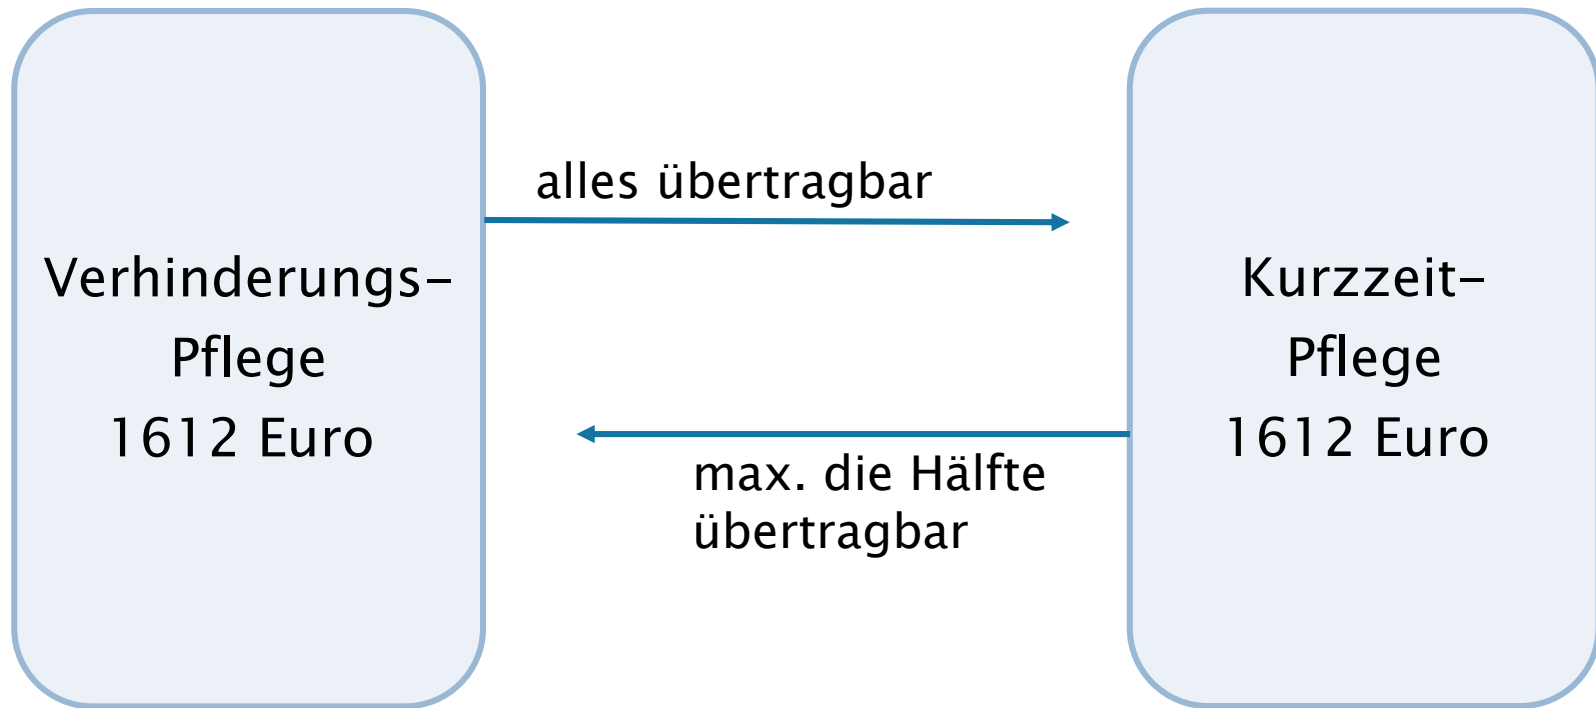 alles übertragbar
Verhinderungs-
Pflege
1612 Euro
Kurzzeit-
Pflege
1612 Euro
max. die Hälfte
übertragbar